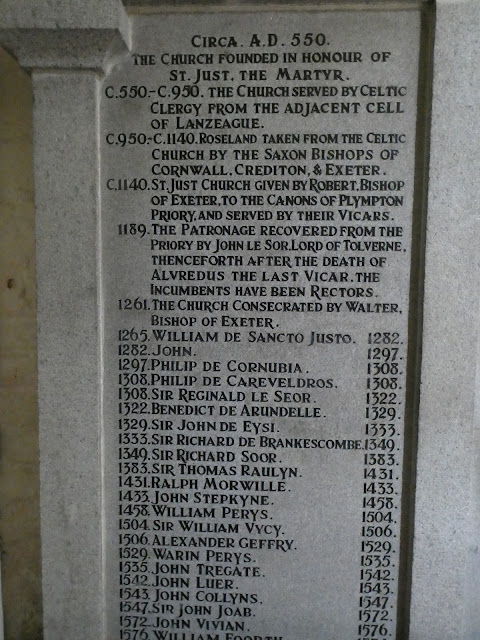 CIRCA. A.D. 550.
THE CHURCH FOUNDED IN HONOUR OF
ST. JUST, THE MARTYR.
C.550.-C.950. THE CHURCH SERVED BY CELTIC
CLERGY FROM THE ADJACENT CELL
OF LANZEAGUE.
C.950.-C.1140. ROSELAND TAKEN FROM THE CELTIC
CHURCH BY THE SAXON BISHOPS OF
CORNWALL, CREDITON, & EXETER.
C.1140. ST. JUST CHURCH GIVEN BY ROBERT, BISHOP
OF EXETER, TO THE CANONS OF PLYMPTON
PRIORY, AND SERVED BY THEIR VICARS.
1189. THE PATRONAGE RECOVERED FROM THE
PRIORY BY JOHN LE SOR, LORD OF TOLVERNE,
THENCEFORTH AFTER THE DEATH OF
ALVREDUS THE LAST VICAR. THE
INCUMBENTS HAVE BEEN RECTORS.
1261. THE CHURCH CONSECRATED BY WALTER,
BISHOP OF EXETER.
1265. WILLIAM DE SANCTO JUSTO. 1282.
1282. JOHN. 1297.
1297. PHILIP DE CORNUBIA. 1308.
1308. PHILIP DE CAREVELDROS. 1308.
1308. SIR REGINALD LE SEOR. 1322.
1322. BENEDICT DE ARUNDELLE. 1329.
1329. SIR JOHN DE EYSI. 1333.
1333. SIR RICHARD DE BRANKESCOMBE. 1349.
1349. SIR RICHARD SOOR. 1383.
1383. SIR THOMAS RAULYN. 1431.
1431. RALPH MORWILLE. 1433.
1433. JOHN STEPKYNE. 1458.
1458. WILLIAM PERYS. 1504.
1504. SIR WILLIAM VYCY. 1506.
1506. ALEXANDER GEFFRY. 1529.
1529. WARIN PERYS. 1535.
1535. JOHN TREGATE. 1542.
1542. JOHN LUER. 1543.
1543. JOHN COLLYNS. 1547.
1547. SIR JOHN JOAB. 1572.
1572. JOHN VIVIAN. 1576.
1576. WILLIAM